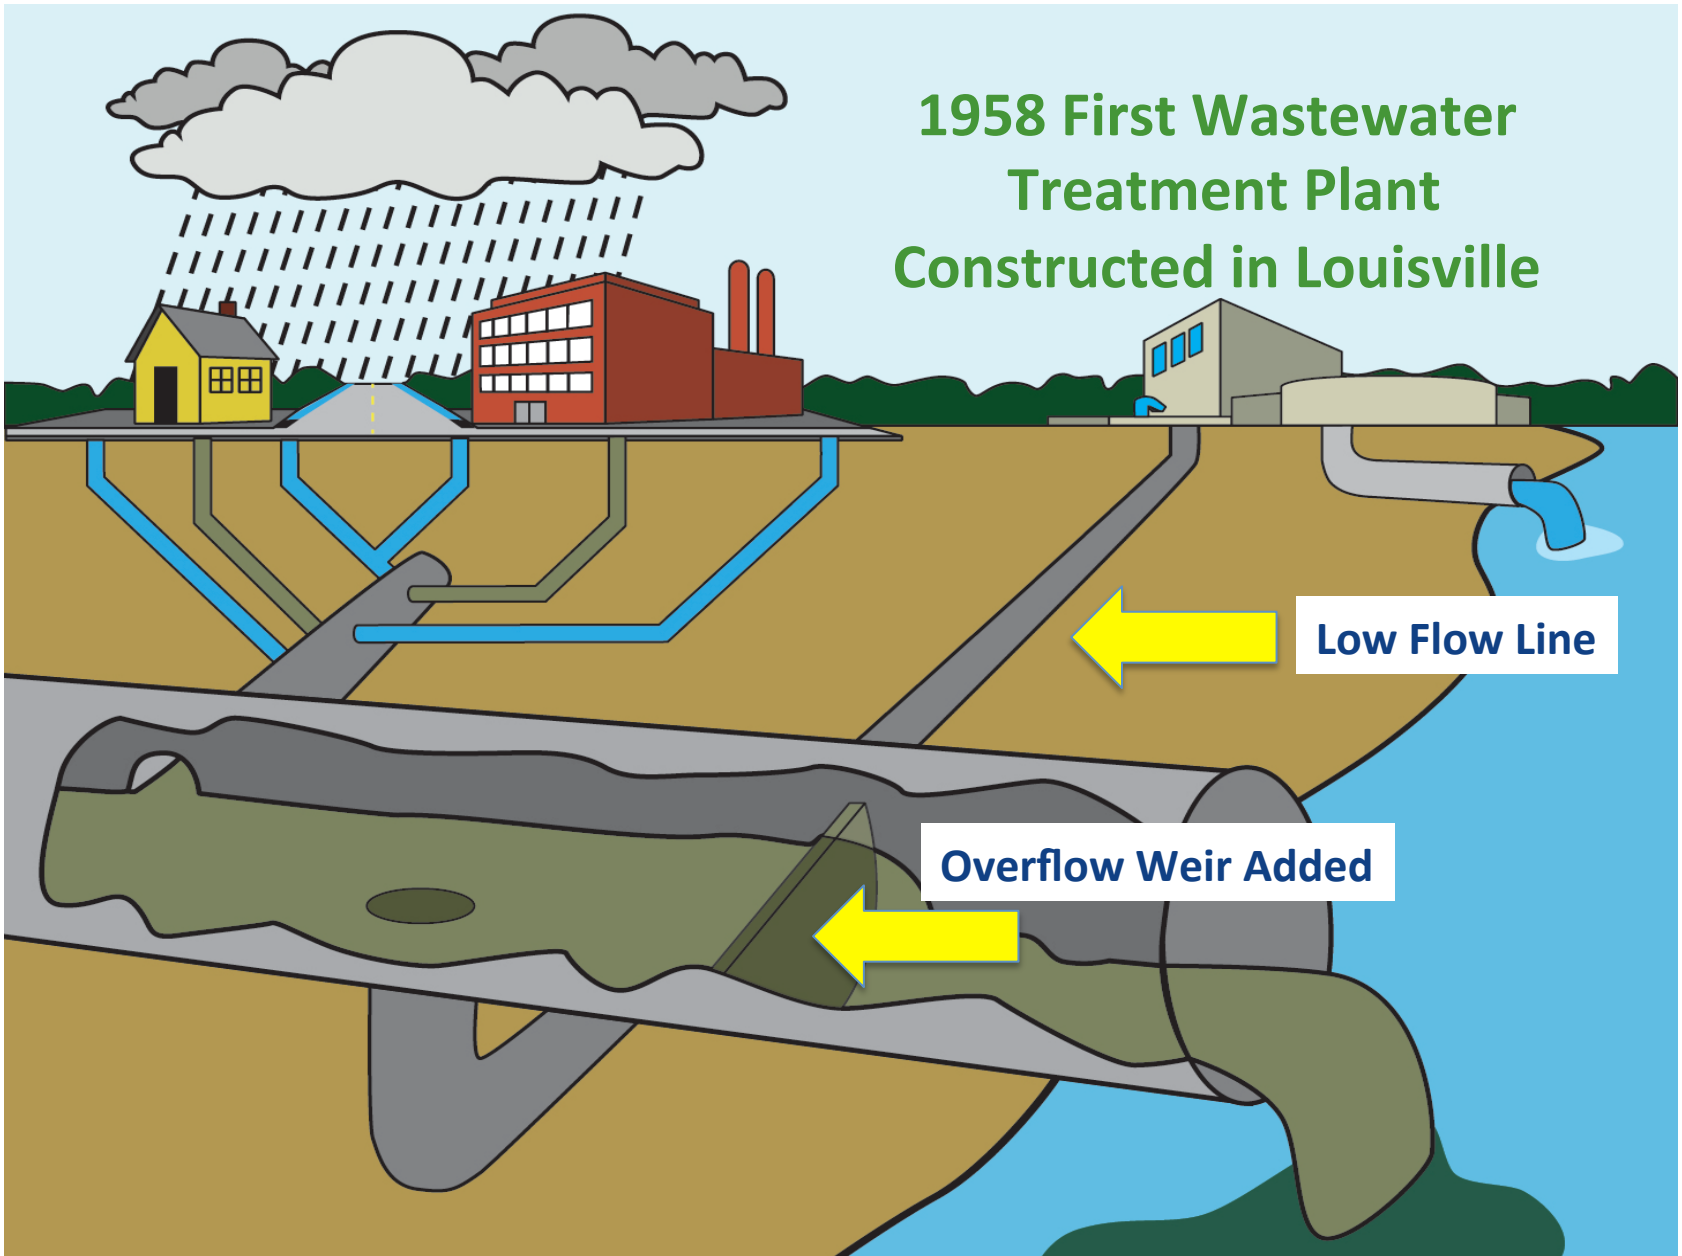 1958 First Wastewater
Treatment Plant
Constructed in Louisville
Low Flow Line
Overflow Weir Added